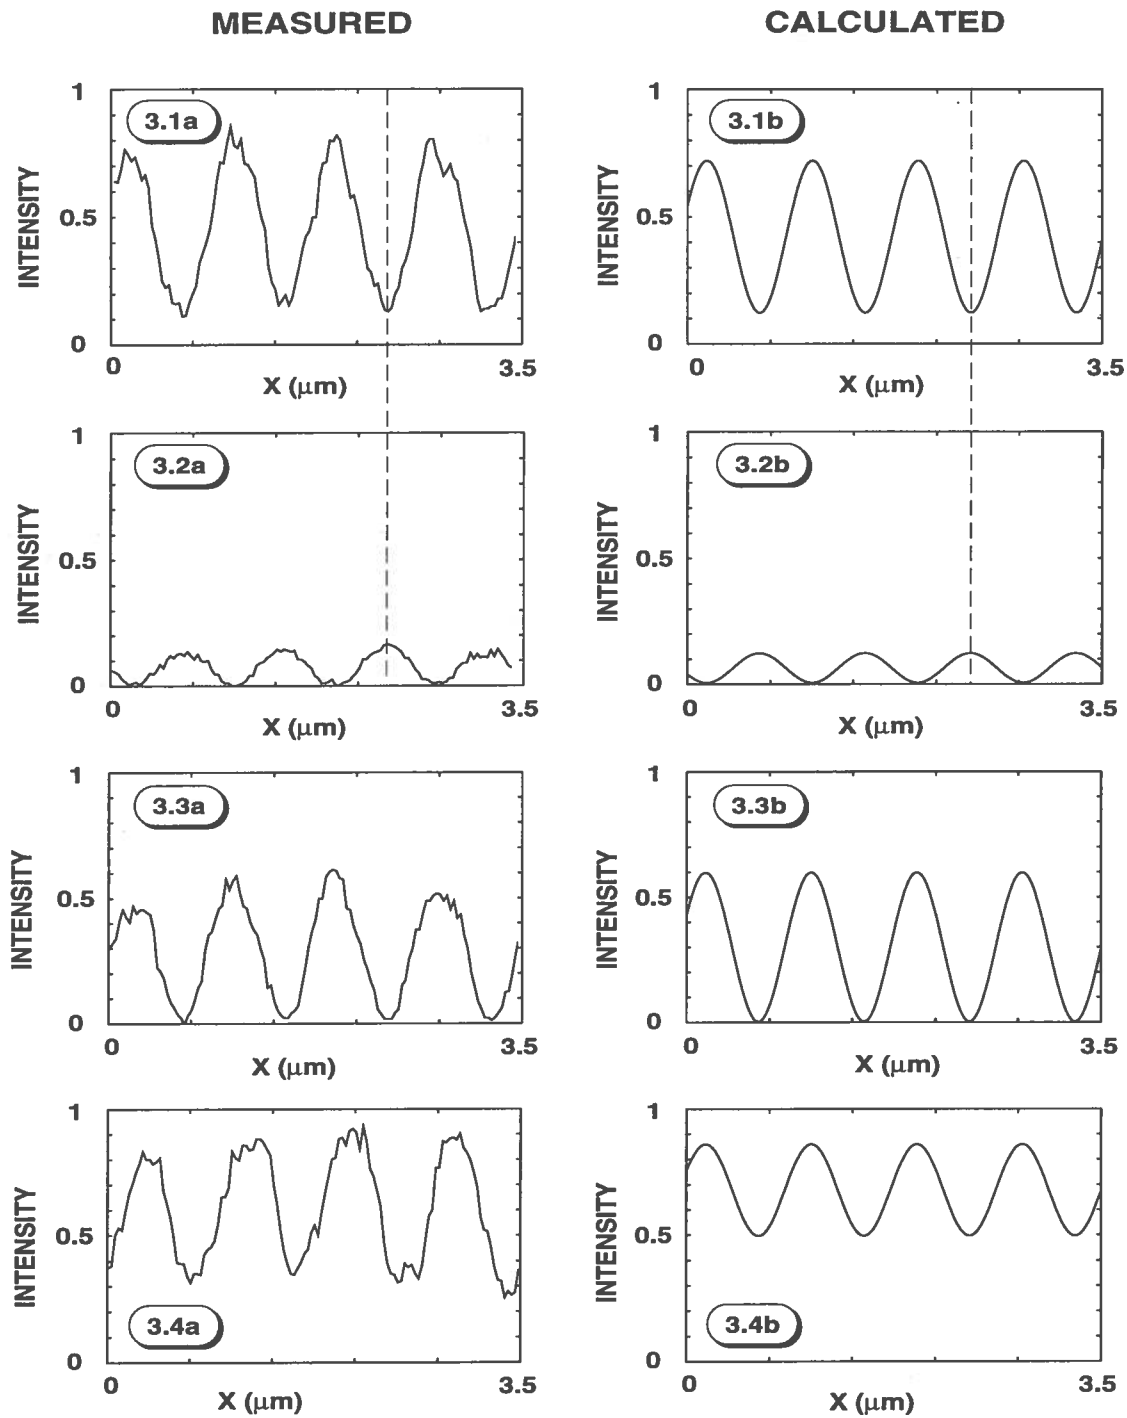 MEASURED
CALCULATED
1
3.1a
INTENSITY
0.5
0
0
3.5
X (μm)
1
3.1b
INTENSITY
0.5
0
0
3.5
X (μm)
1
3.2a
INTENSITY
0.5
0
0
3.5
X (μm)
1
3.2b
INTENSITY
0.5
0
0
3.5
X (μm)
1
3.3a
INTENSITY
0.5
0
0
3.5
X (μm)
1
3.3b
INTENSITY
0.5
0
0
3.5
X (μm)
1
INTENSITY
0.5
3.4a
0
0
3.5
X (μm)
1
INTENSITY
0.5
3.4b
0
0
3.5
X (μm)